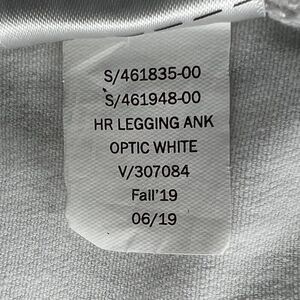 S/461835-00
S/461948-00
HR LEGGING ANK
OPTIC WHITE
V/307084
Fall'19
06/19